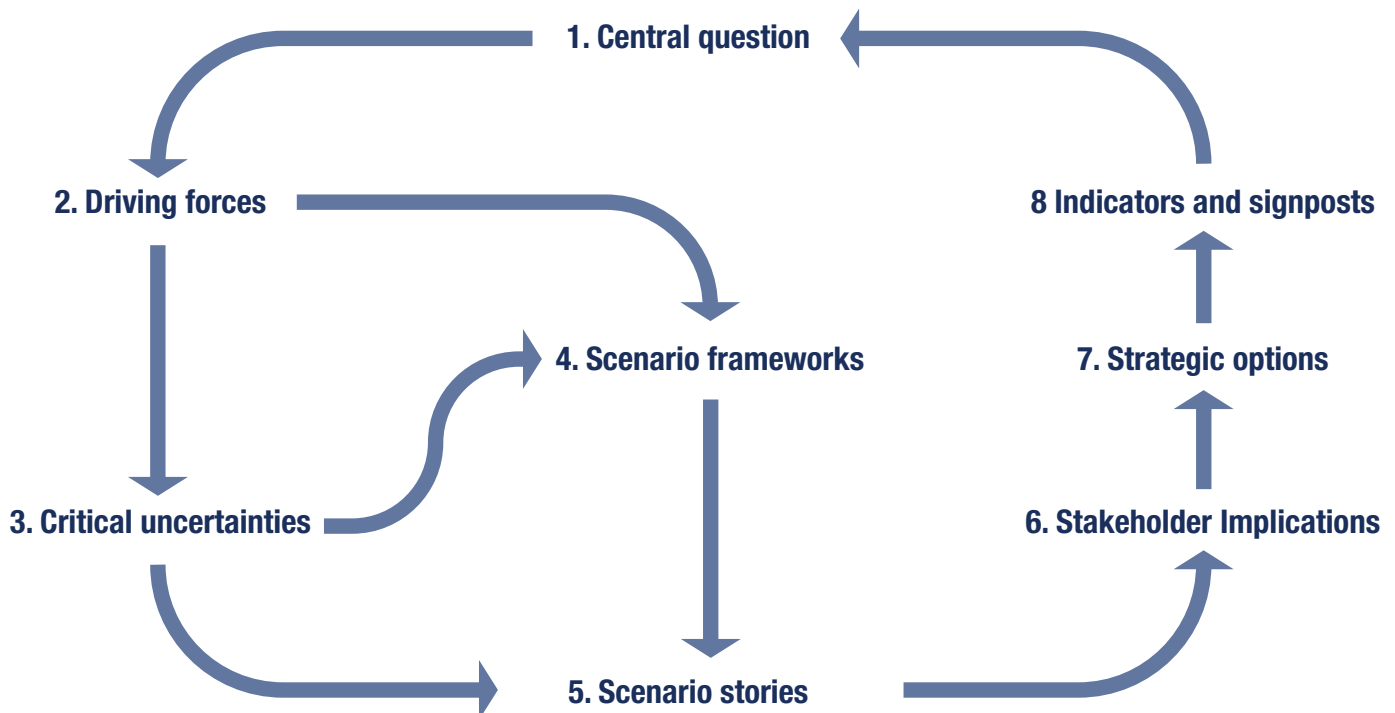 1. Central question
2. Driving forces
8 Indicators and signposts
4. Scenario frameworks
7. Strategic options
3. Critical uncertainties
6. Stakeholder Implications
5. Scenario stories